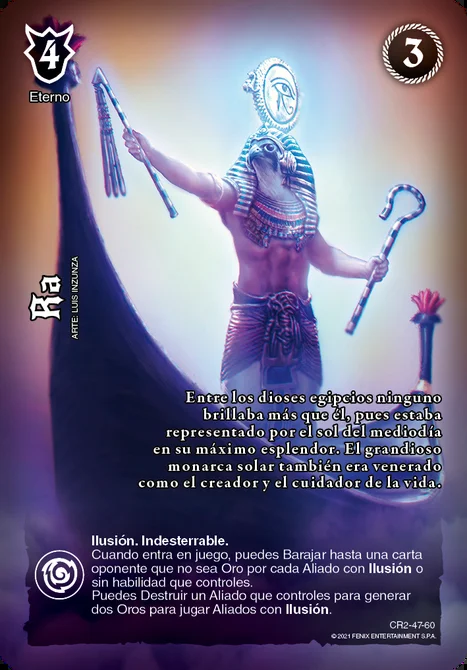 4
3
Eterno
Ra
ARTE: LUIS INZUNZA
Entre los dioses egipcios ninguno
brillaba más que él, pues estaba
representado por el sol del mediodía
en su máximo esplendor. El grandioso
monarca solar también era venerado
como el creador y el cuidador de la vida.
Ilusión. Indesterrable.
Cuando entra en juego, puedes Barajar hasta una carta
oponente que no sea Oro por cada Aliado con Ilusión o
sin habilidad que controles.
Puedes Destruir un Aliado que controles para generar
dos Oros para jugar Aliados con Ilusión.
CR2-47-60
© 2021 FENIX ENTERTAINMENT S.P.A.